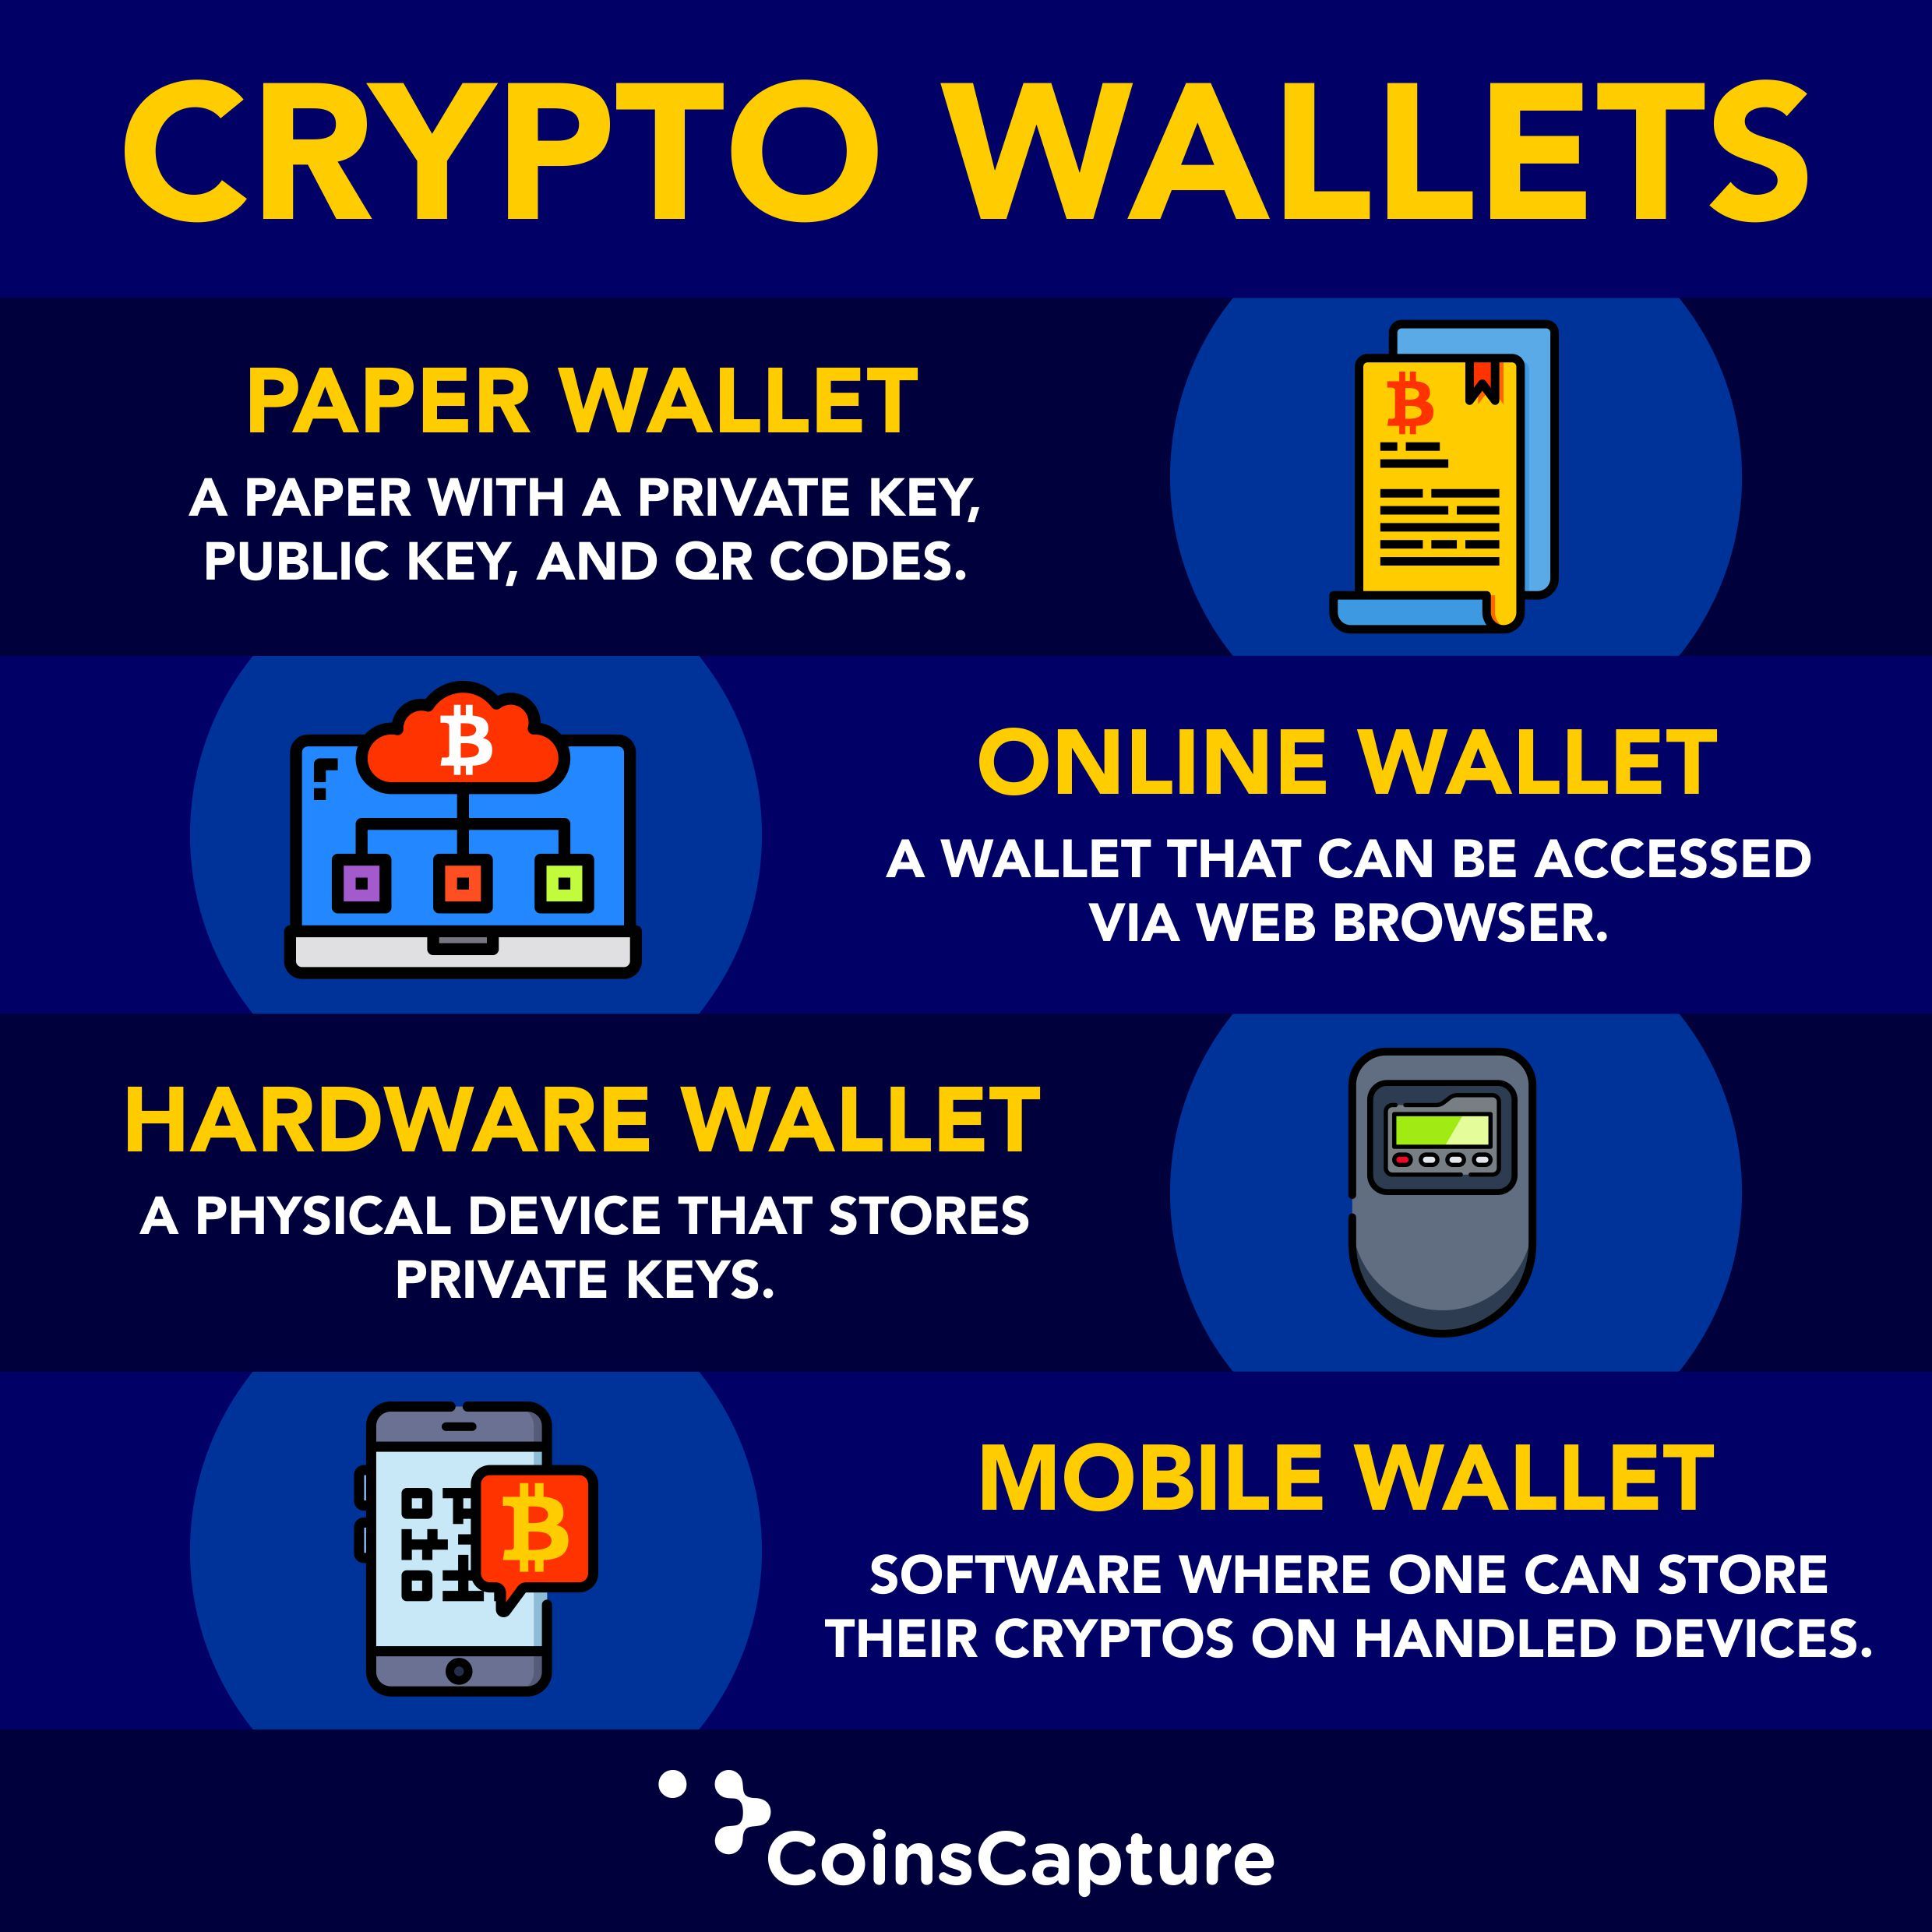 CRYPTO WALLETS
PAPER WALLET
A PAPER WITH A PRIVATE KEY,
PUBLIC KEY, AND QR CODES.
ONLINE WALLET
A WALLET THAT CAN BE ACCESSED
VIA WEB BROWSER.
HARDWARE WALLET
A PHYSICAL DEVICE THAT STORES
PRIVATE KEYS.
MOBILE WALLET
SOFTWARE WHERE ONE CAN STORE
THEIR CRYPTOS ON HANDLED DEVICES.
CoinsCapture